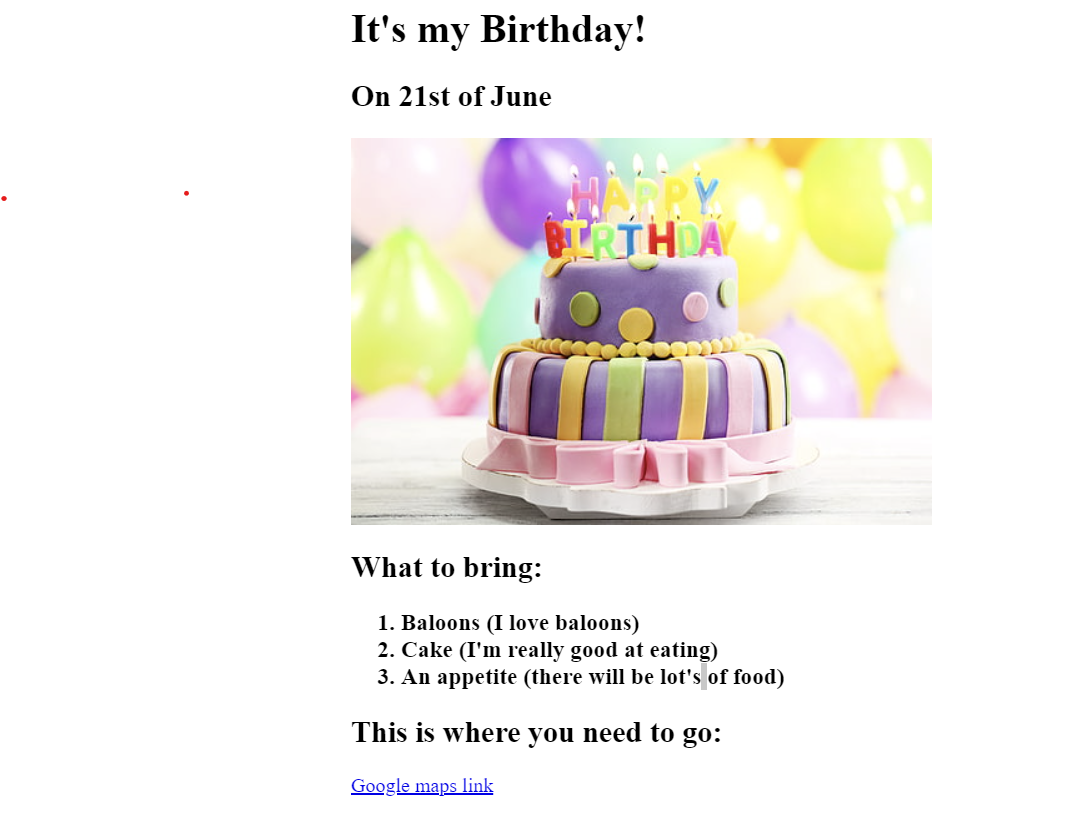 It's my Birthday!
On 21st of June
HAPPY
BIRTHDAY
What to bring:
1. Baloons (I love baloons)
2. Cake (I'm really good at eating)
3. An appetite (there will be lot's of food)
This is where you need to go:
Google maps link